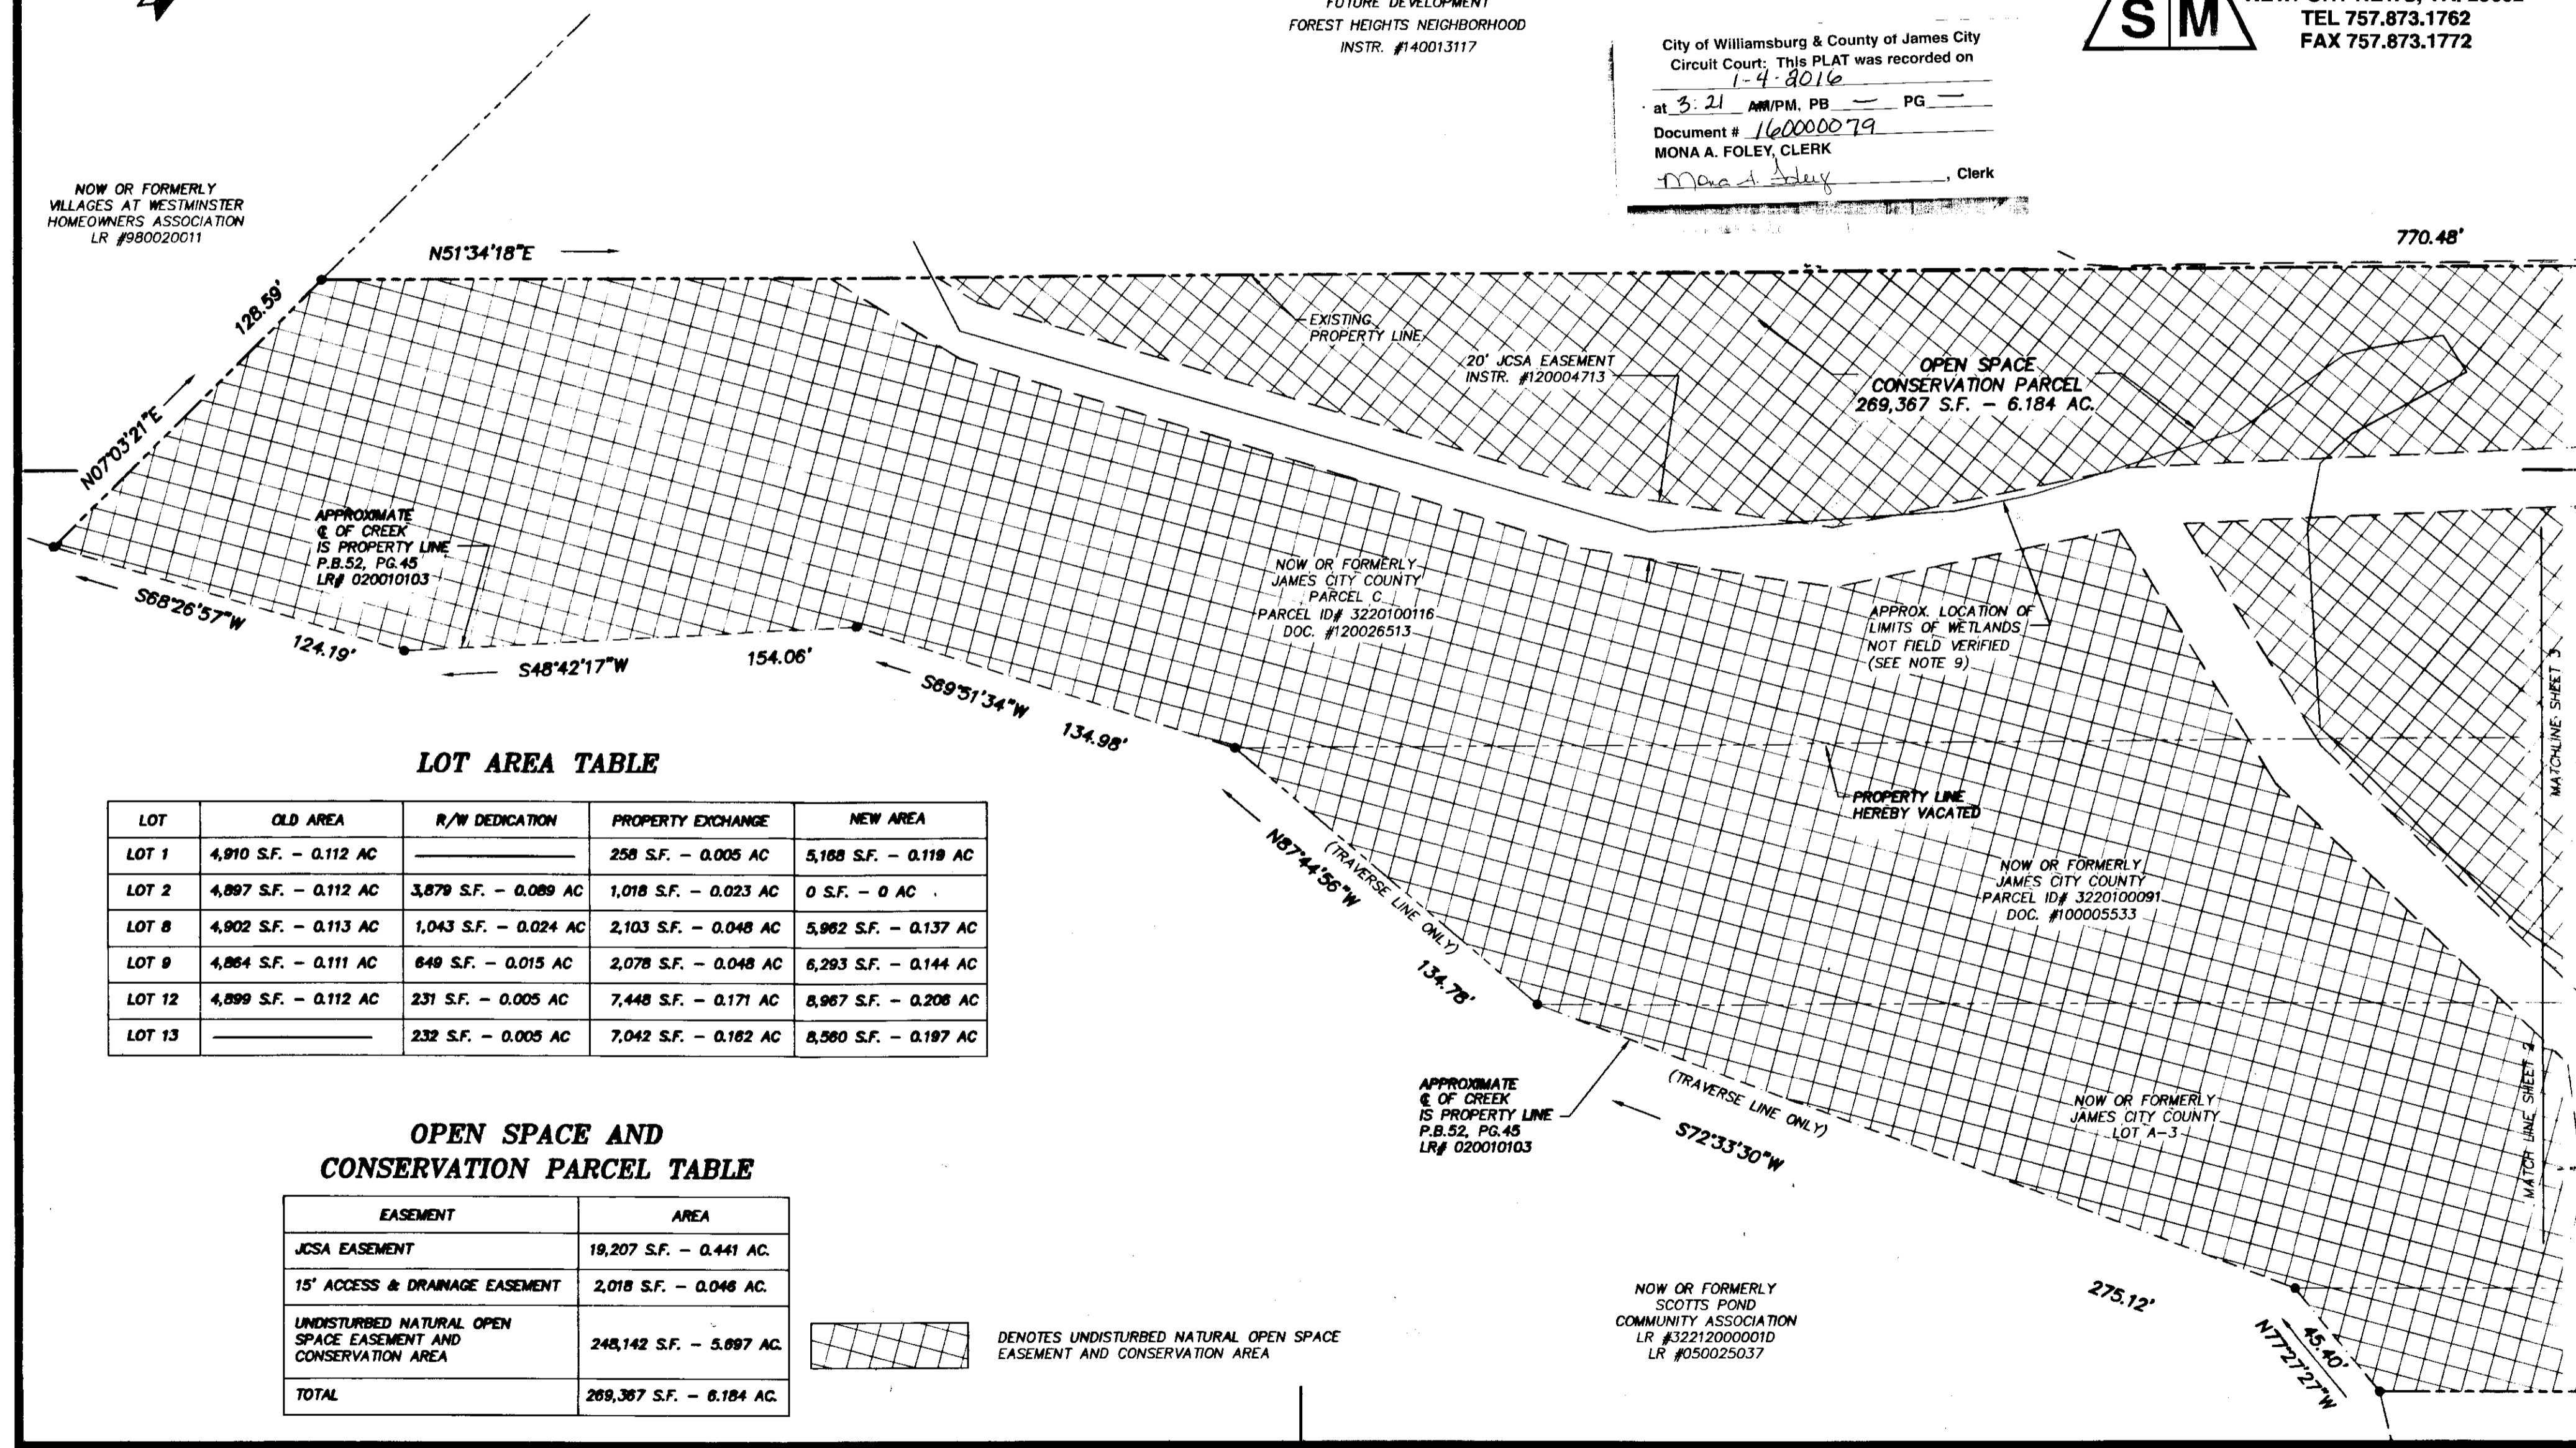 FUTURE DEVELOPMENT
FOREST HEIGHTS NEIGHBORHOOD
INSTR. #140013117
City of Williamsburg & County of James City
Circuit Court: This PLAT was recorded on
1-4-2016
at 3:21 AM/PM, PB — PG —
Document # 160000079
MONA A. FOLEY, CLERK
Mona A. Foley, Clerk
S M
TEL 757.873.1762
FAX 757.873.1772
NOW OR FORMERLY
VILLAGES AT WESTMINSTER
HOMEOWNERS ASSOCIATION
LR #980020011
N51°34'18"E
770.48'
128.59'
N07°03'21"E
EXISTING
PROPERTY LINE
20' JCSA EASEMENT
INSTR. #120004713
OPEN SPACE
CONSERVATION PARCEL
269,367 S.F. – 6.184 AC.
APPROXIMATE
℄ OF CREEK
IS PROPERTY LINE
P.B.52, PG.45
LR# 020010103
S68°26'57"W
124.19'
S48°42'17"W
154.06'
S69°51'34"W
134.98'
NOW OR FORMERLY
JAMES CITY COUNTY
PARCEL C
PARCEL ID# 3220100116
DOC. #120026513
APPROX. LOCATION OF
LIMITS OF WETLANDS
NOT FIELD VERIFIED
(SEE NOTE 9)
MATCHLINE SHEET 3
PROPERTY LINE
HEREBY VACATED
N87°44'56"W
(TRAVERSE LINE ONLY)
134.78'
NOW OR FORMERLY
JAMES CITY COUNTY
PARCEL ID# 3220100091
DOC. #100005533
LOT AREA TABLE
LOT OLD AREA R/W DEDICATION PROPERTY EXCHANGE NEW AREA
LOT 1 4,910 S.F. – 0.112 AC 258 S.F. – 0.005 AC 5,168 S.F. – 0.119 AC
LOT 2 4,897 S.F. – 0.112 AC 3,879 S.F. – 0.089 AC 1,018 S.F. – 0.023 AC 0 S.F. – 0 AC
LOT 8 4,902 S.F. – 0.113 AC 1,043 S.F. – 0.024 AC 2,103 S.F. – 0.048 AC 5,962 S.F. – 0.137 AC
LOT 9 4,864 S.F. – 0.111 AC 649 S.F. – 0.015 AC 2,078 S.F. – 0.048 AC 6,293 S.F. – 0.144 AC
LOT 12 4,899 S.F. – 0.112 AC 231 S.F. – 0.005 AC 7,448 S.F. – 0.171 AC 8,967 S.F. – 0.206 AC
LOT 13 232 S.F. – 0.005 AC 7,042 S.F. – 0.162 AC 8,560 S.F. – 0.197 AC
APPROXIMATE
℄ OF CREEK
IS PROPERTY LINE
P.B.52, PG.45
LR# 020010103
(TRAVERSE LINE ONLY)
S72°33'30"W
NOW OR FORMERLY
JAMES CITY COUNTY
LOT A-3
MATCH LINE SHEET 2
OPEN SPACE AND
CONSERVATION PARCEL TABLE
EASEMENT AREA
JCSA EASEMENT 19,207 S.F. – 0.441 AC.
15' ACCESS & DRAINAGE EASEMENT 2,018 S.F. – 0.046 AC.
UNDISTURBED NATURAL OPEN
SPACE EASEMENT AND
CONSERVATION AREA 248,142 S.F. – 5.697 AC.
TOTAL 269,367 S.F. – 6.184 AC.
DENOTES UNDISTURBED NATURAL OPEN SPACE
EASEMENT AND CONSERVATION AREA
NOW OR FORMERLY
SCOTTS POND
COMMUNITY ASSOCIATION
LR #32212000001D
LR #050025037
275.12'
45.40'
N77°27'27"W